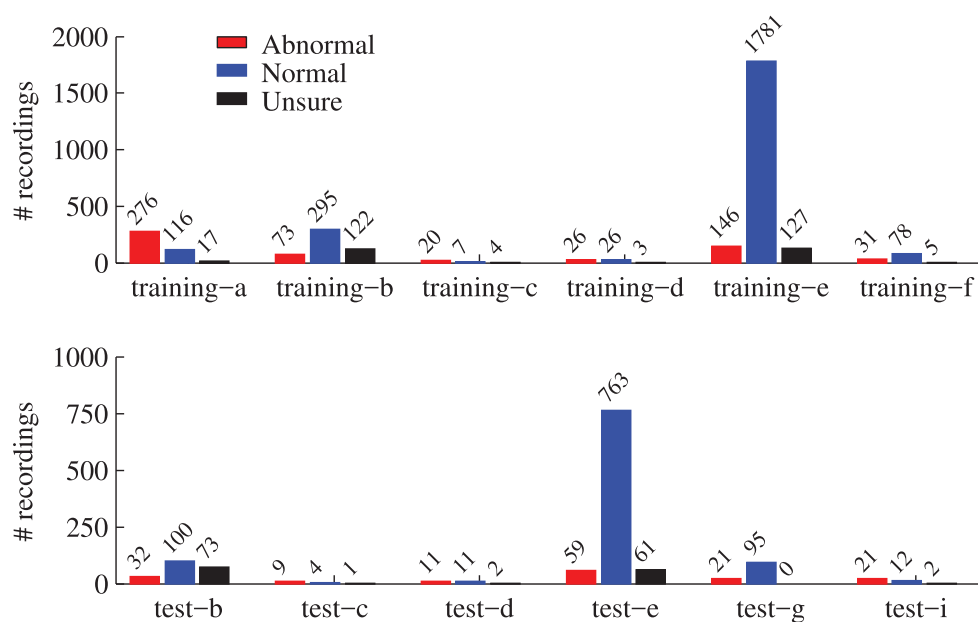 2000
1500
1000
500
0
# recordings
Abnormal
Normal
Unsure
276 116 17
73 295 122
20 7 4
26 26 3
146 1781 127
31 78 5
training−a training−b training−c training−d training−e training−f
1000
750
500
250
0
# recordings
32 100 73
9 4 1
11 11 2
59 763 61
21 95 0
21 12 2
test−b test−c test−d test−e test−g test−i